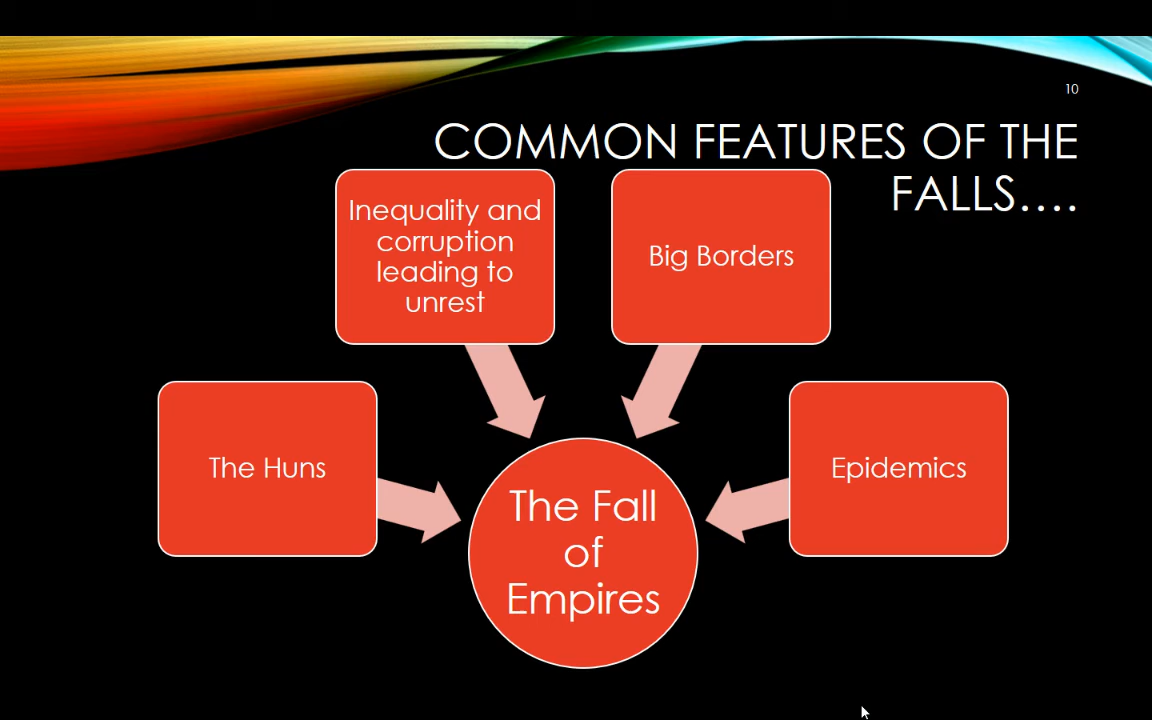 10
COMMON FEATURES OF THE
FALLS....
Inequality and
corruption
leading to
unrest
Big Borders
The Huns
Epidemics
The Fall
of
Empires